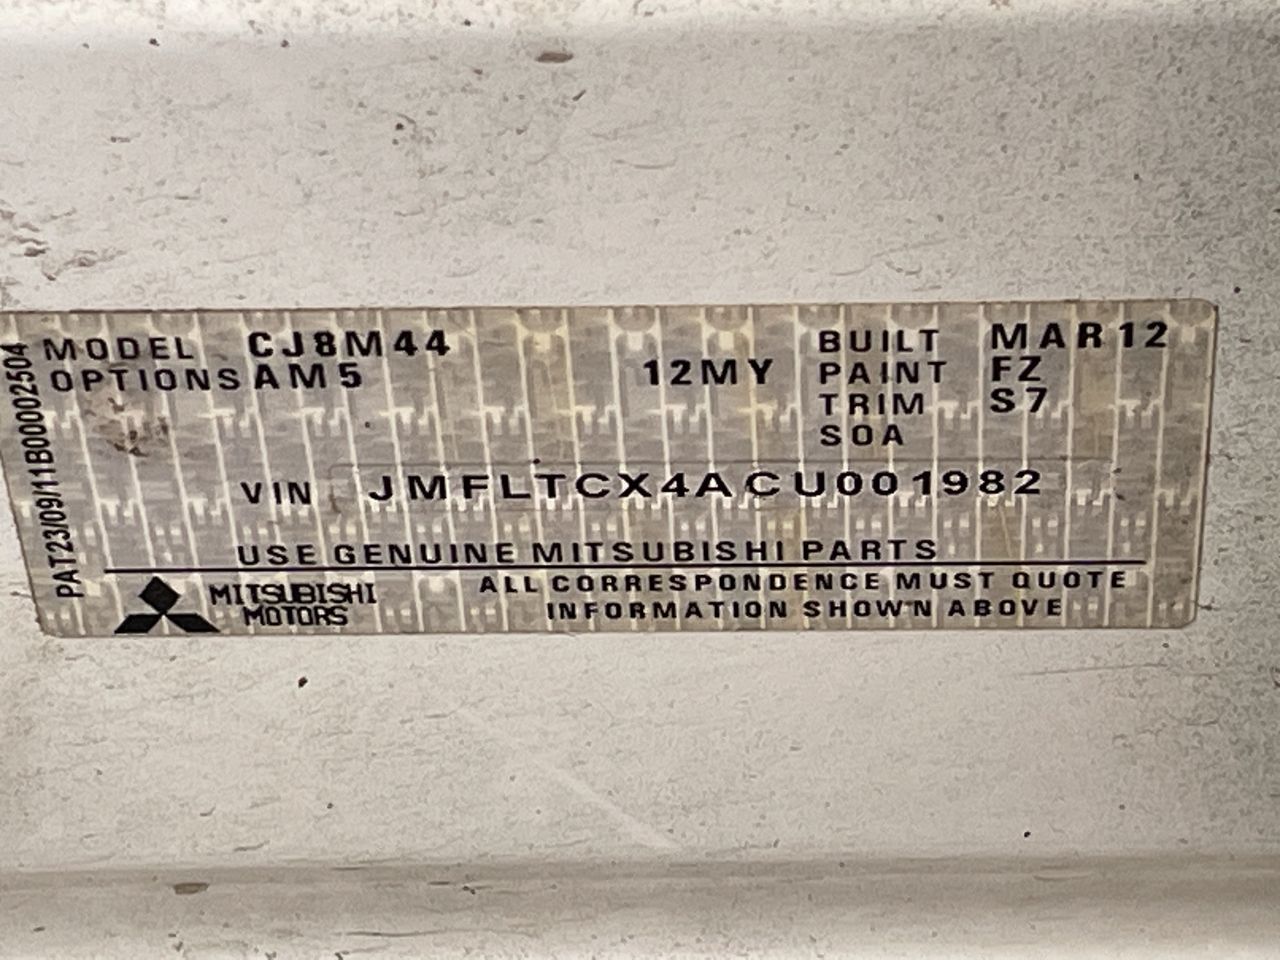 MODEL CJ8M44 BUILT MAR12
OPTIONS AM5 12MY PAINT FZ
TRIM S7
SOA
VIN JMFLTCX4ACU001982
USE GENUINE MITSUBISHI PARTS
MITSUBISHI MOTORS
ALL CORRESPONDENCE MUST QUOTE
INFORMATION SHOWN ABOVE
PAT23/09/11B00002504